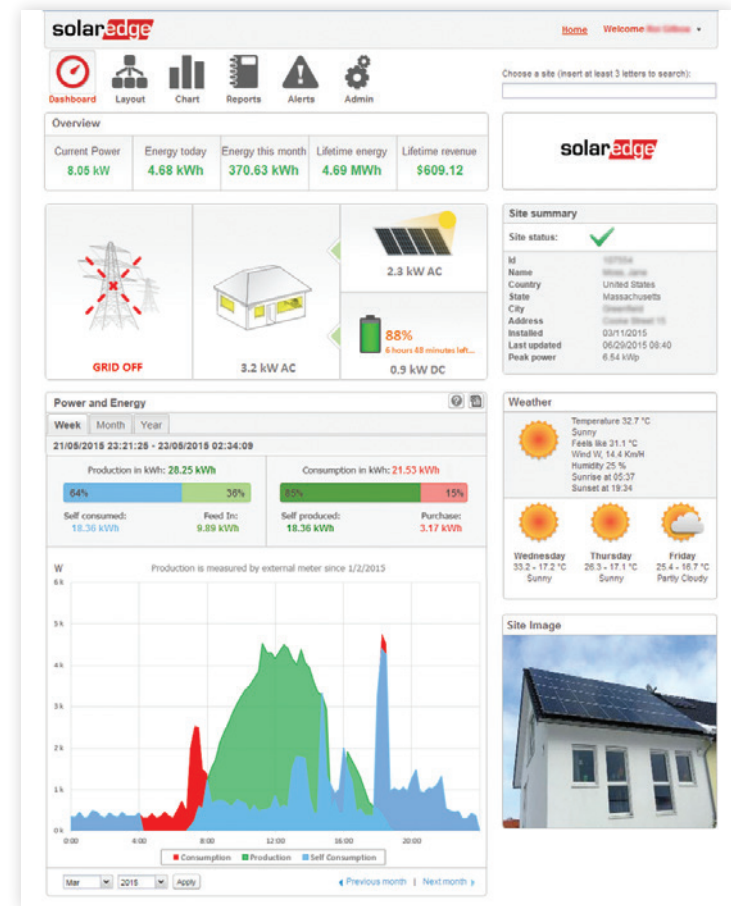 solaredge
Home Welcome
Dashboard Layout Chart Reports Alerts Admin
Choose a site (insert at least 3 letters to search):
Overview
Current Power Energy today Energy this month Lifetime energy Lifetime revenue
8.05 kW 4.68 kWh 370.63 kWh 4.69 MWh $609.12
solaredge
2.3 kW AC
88%
6 hours 48 minutes left...
GRID OFF 3.2 kW AC 0.9 kW DC
Site summary
Site status:
Id
Name
Country United States
State Massachusetts
City
Address
Installed 03/11/2015
Last updated 06/29/2015 08:40
Peak power 6.54 kWp
Power and Energy
Week Month Year
21/05/2015 23:21:25 - 23/05/2015 02:34:09
Production in kWh: 28.25 kWh Consumption in kWh: 21.53 kWh
64% 36% 85% 15%
Self consumed: Feed In: Self produced: Purchase:
18.36 kWh 9.89 kWh 18.36 kWh 3.17 kWh
W Production is measured by external meter since 1/2/2015
6 k
5 k
4 k
3 k
2 k
1 k
0 k
0:00 4:00 8:00 12:00 16:00 20:00
Consumption Production Self Consumption
Mar 2015 Apply Previous month | Next month
Weather
Temperature 32.7 °C
Sunny
Feels like 31.1 °C
Wind W, 14.4 Km/H
Humidity 25 %
Sunrise at 05:37
Sunset at 19:34
Wednesday Thursday Friday
33.2 - 17.2 °C 26.3 - 17.1 °C 25.4 - 16.7 °C
Sunny Sunny Partly Cloudy
Site Image